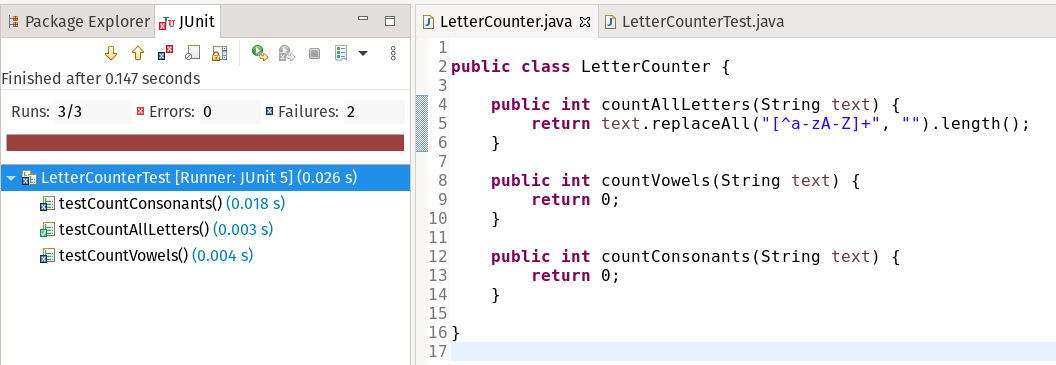 Package Explorer JUnit
Finished after 0.147 seconds
Runs: 3/3 Errors: 0 Failures: 2
LetterCounterTest [Runner: JUnit 5] (0.026 s)
testCountConsonants() (0.018 s)
testCountAllLetters() (0.003 s)
testCountVowels() (0.004 s)
LetterCounter.java LetterCounterTest.java
1
2 public class LetterCounter {
3
4     public int countAllLetters(String text) {
5         return text.replaceAll("[^a-zA-Z]+", "").length();
6     }
7
8     public int countVowels(String text) {
9         return 0;
10     }
11
12     public int countConsonants(String text) {
13         return 0;
14     }
15
16 }
17